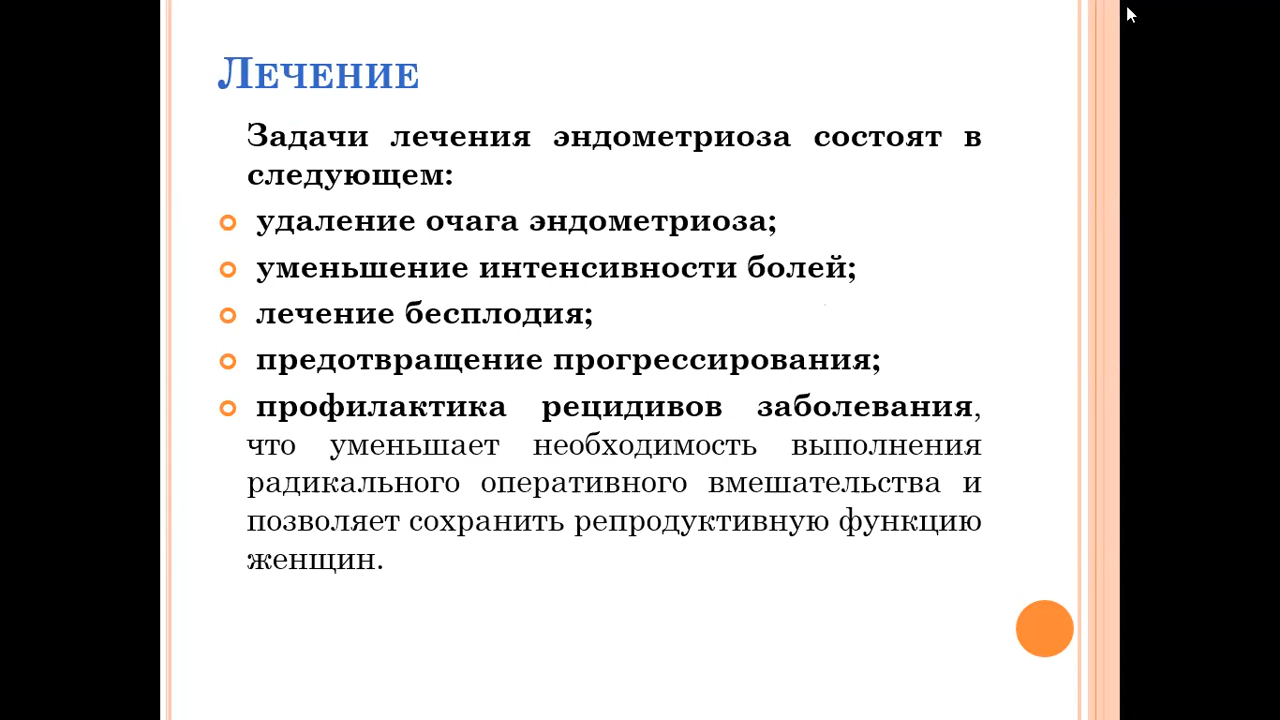 Лечение
Задачи лечения эндометриоза состоят в
следующем:
удаление очага эндометриоза;
уменьшение интенсивности болей;
лечение бесплодия;
предотвращение прогрессирования;
профилактика рецидивов заболевания,
что уменьшает необходимость выполнения
радикального оперативного вмешательства и
позволяет сохранить репродуктивную функцию
женщин.